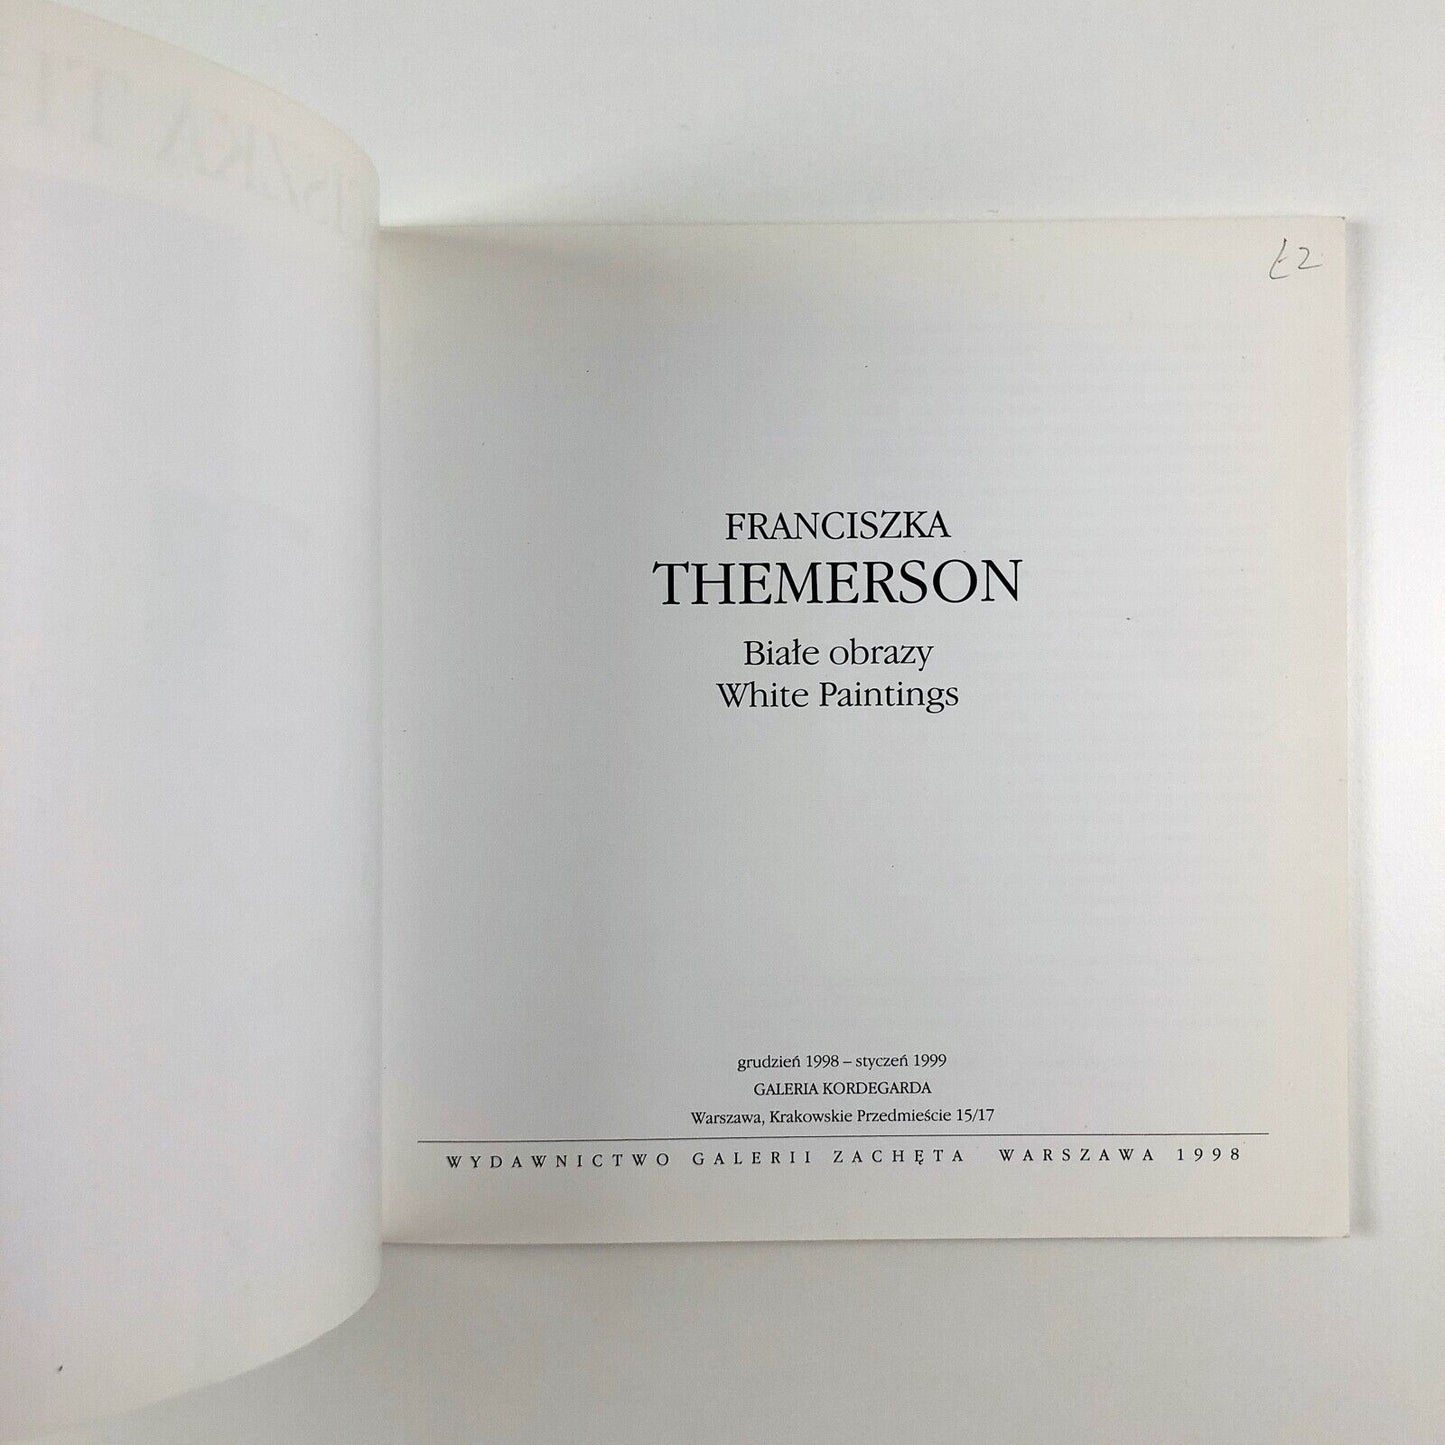 Ł2
FRANCISZKA
THEMERSON
Białe obrazy
White Paintings
grudzień 1998 – styczeń 1999
GALERIA KORDEGARDA
Warszawa, Krakowskie Przedmieście 15/17
WYDAWNICTWO GALERII ZACHĘTA WARSZAWA 1998